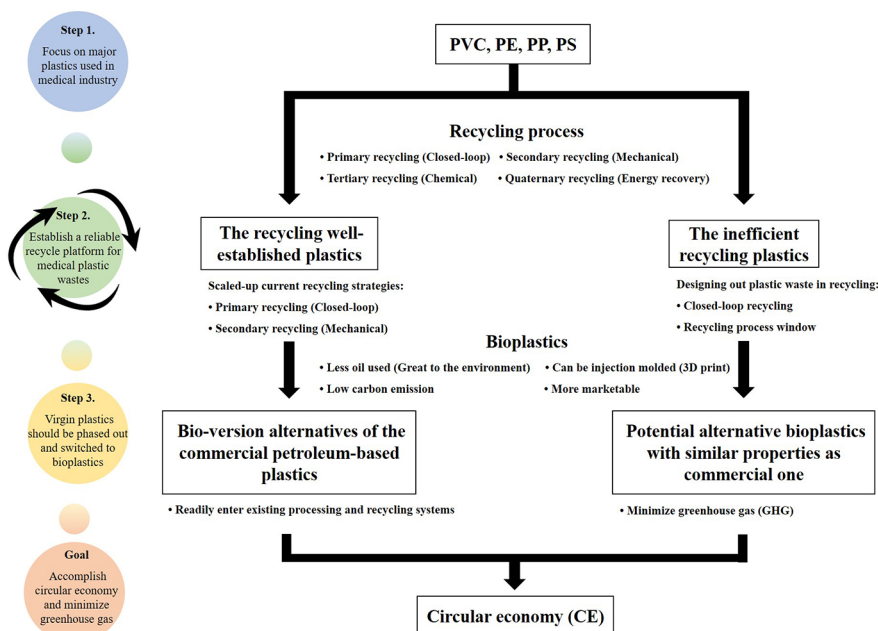 Step 1.
Focus on major
plastics used in
medical industry
Step 2.
Establish a reliable
recycle platform for
medical plastic
wastes
Step 3.
Virgin plastics
should be phased out
and switched to
bioplastics
Goal
Accomplish
circular economy
and minimize
greenhouse gas
PVC, PE, PP, PS
Recycling process
• Primary recycling (Closed-loop) • Secondary recycling (Mechanical)
• Tertiary recycling (Chemical) • Quaternary recycling (Energy recovery)
The recycling well-
established plastics
Scaled-up current recycling strategies:
• Primary recycling (Closed-loop)
• Secondary recycling (Mechanical)
The inefficient
recycling plastics
Designing out plastic waste in recycling:
• Closed-loop recycling
• Recycling process window
Bioplastics
• Less oil used (Great to the environment) • Can be injection molded (3D print)
• Low carbon emission • More marketable
Bio-version alternatives of the
commercial petroleum-based
plastics
• Readily enter existing processing and recycling systems
Potential alternative bioplastics
with similar properties as
commercial one
• Minimize greenhouse gas (GHG)
Circular economy (CE)